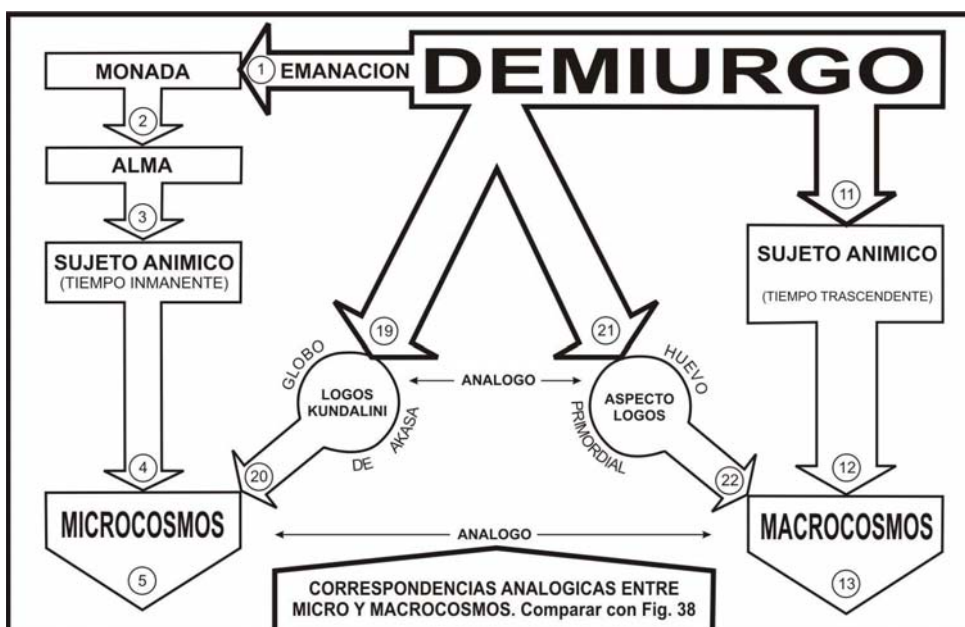 DEMIURGO
1 EMANACION
MONADA
2
ALMA
3
SUJETO ANIMICO
(TIEMPO INMANENTE)
11
SUJETO ANIMICO
(TIEMPO TRASCENDENTE)
19
21
GLOBO
DE AKASA
LOGOS
KUNDALINI
ANALOGO
HUEVO
PRIMORDIAL
ASPECTO
LOGOS
4
20
22
12
MICROCOSMOS
5
ANALOGO
MACROCOSMOS
13
CORRESPONDENCIAS ANALOGICAS ENTRE
MICRO Y MACROCOSMOS. Comparar con Fig. 38